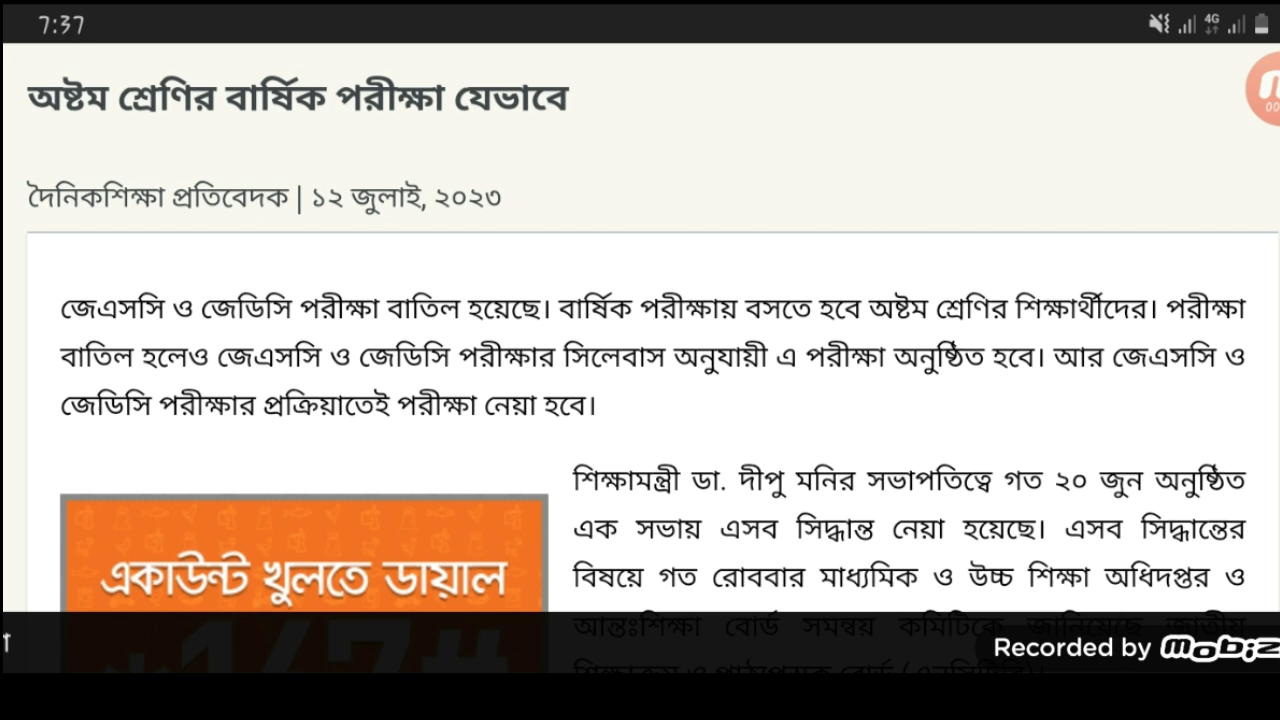 7:37
4G
অষ্টম শ্রেণির বার্ষিক পরীক্ষা যেভাবে
00
দৈনিকশিক্ষা প্রতিবেদক | ১২ জুলাই, ২০২৩
জেএসসি ও জেডিসি পরীক্ষা বাতিল হয়েছে। বার্ষিক পরীক্ষায় বসতে হবে অষ্টম শ্রেণির শিক্ষার্থীদের। পরীক্ষা
বাতিল হলেও জেএসসি ও জেডিসি পরীক্ষার সিলেবাস অনুযায়ী এ পরীক্ষা অনুষ্ঠিত হবে। আর জেএসসি ও
জেডিসি পরীক্ষার প্রক্রিয়াতেই পরীক্ষা নেয়া হবে।
শিক্ষামন্ত্রী ডা. দীপু মনির সভাপতিত্বে গত ২০ জুন অনুষ্ঠিত
এক সভায় এসব সিদ্ধান্ত নেয়া হয়েছে। এসব সিদ্ধান্তের
বিষয়ে গত রোববার মাধ্যমিক ও উচ্চ শিক্ষা অধিদপ্তর ও
আন্তঃশিক্ষা বোর্ড সমন্বয় কমিটিকে জানিয়েছে জাতীয়
একাউন্ট খুলতে ডায়াল
Recorded by mobiz